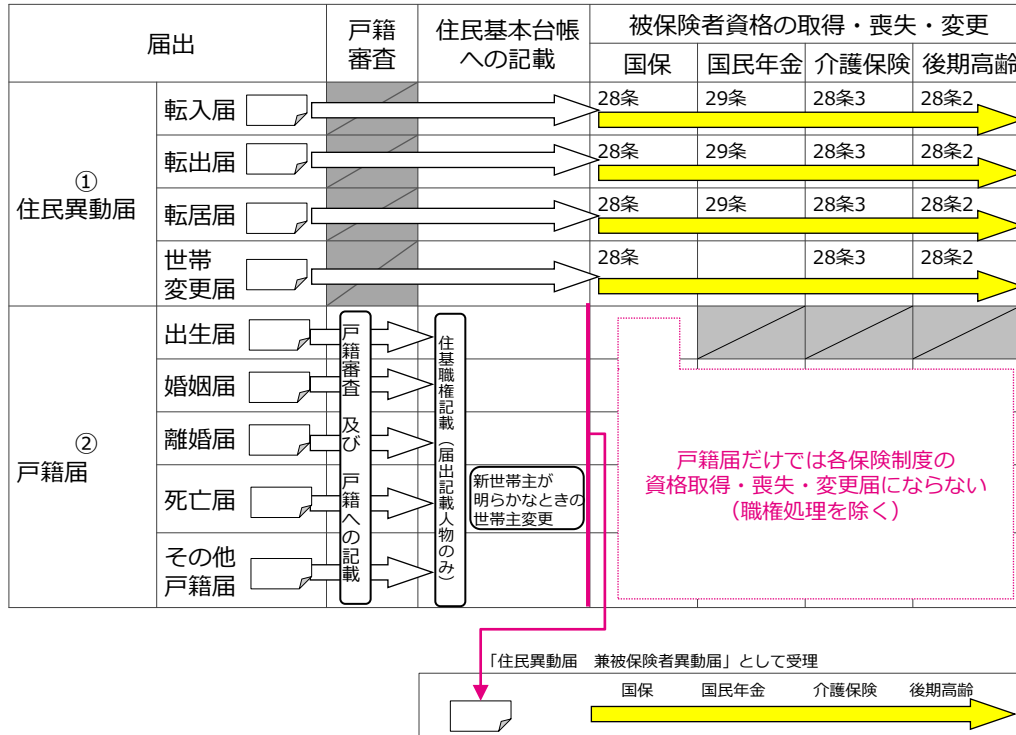 届出
戸籍
審査
住民基本台帳
への記載
被保険者資格の取得・喪失・変更
国保
国民年金
介護保険
後期高齢
①
住民異動届
転入届
28条
29条
28条3
28条2
転出届
28条
29条
28条3
28条2
転居届
28条
29条
28条3
28条2
世帯
変更届
28条
28条3
28条2
②
戸籍届
出生届
婚姻届
離婚届
死亡届
その他
戸籍届
戸籍審査 及び 戸籍への記載
住基職権記載(届出記載人物のみ)
新世帯主が
明らかなときの
世帯主変更
戸籍届だけでは各保険制度の
資格取得・喪失・変更届にならない
(職権処理を除く)
「住民異動届 兼被保険者異動届」として受理
国保
国民年金
介護保険
後期高齢